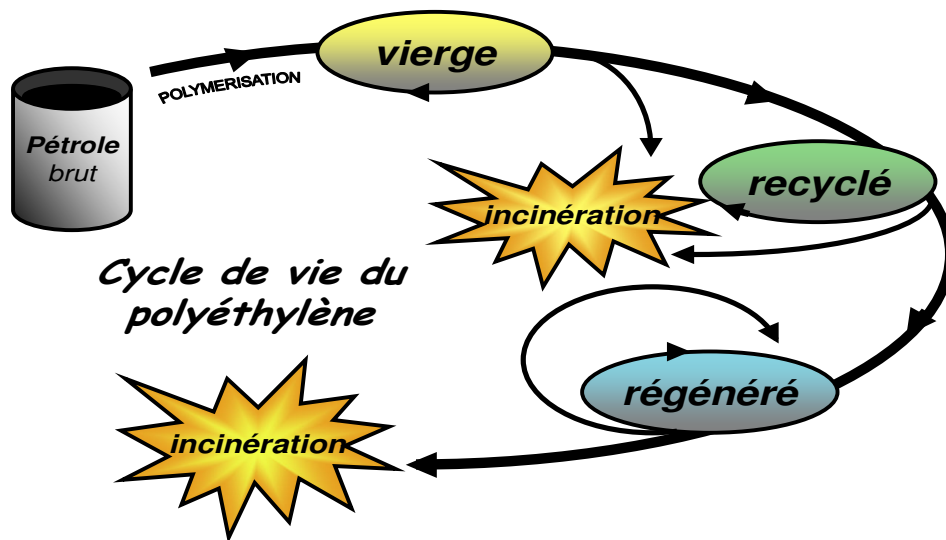 vierge
POLYMERISATION
Pétrole
brut
recyclé
incinération
Cycle de vie du
polyéthylène
régénéré
incinération